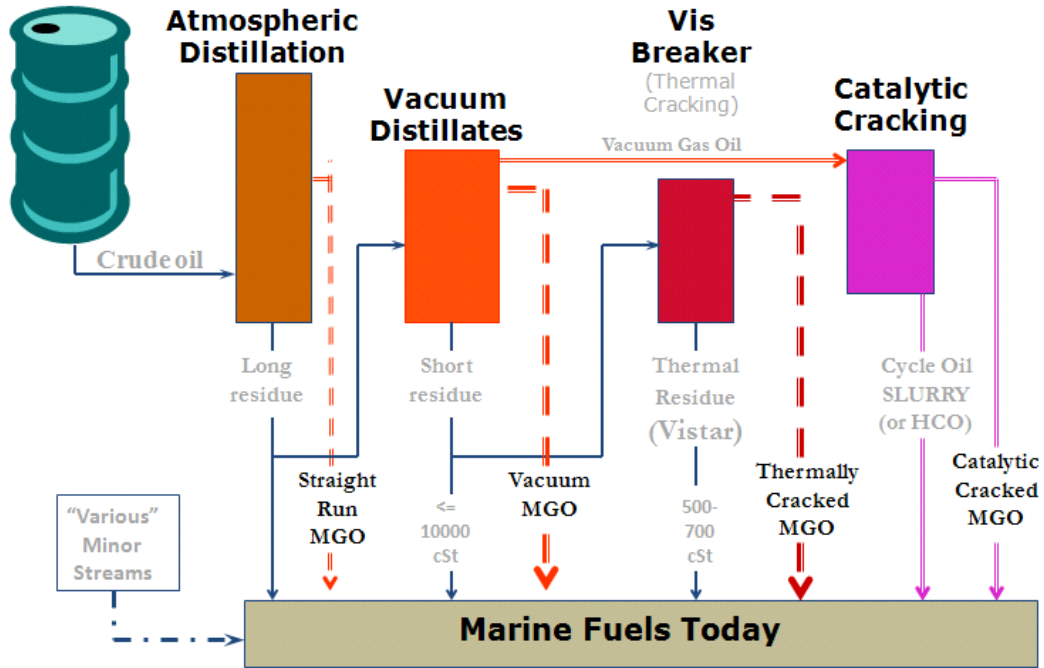 Atmospheric
Distillation
Vis
Breaker
(Thermal
Cracking)
Vacuum
Distillates
Catalytic
Cracking
Vacuum Gas Oil
Crude oil
Long
residue
Short
residue
Thermal
Residue
(Vistar)
Cycle Oil
SLURRY
(or HCO)
Straight
Run
MGO
<=
10000
cSt
Vacuum
MGO
500-
700
cSt
Thermally
Cracked
MGO
Catalytic
Cracked
MGO
“Various”
Minor
Streams
Marine Fuels Today